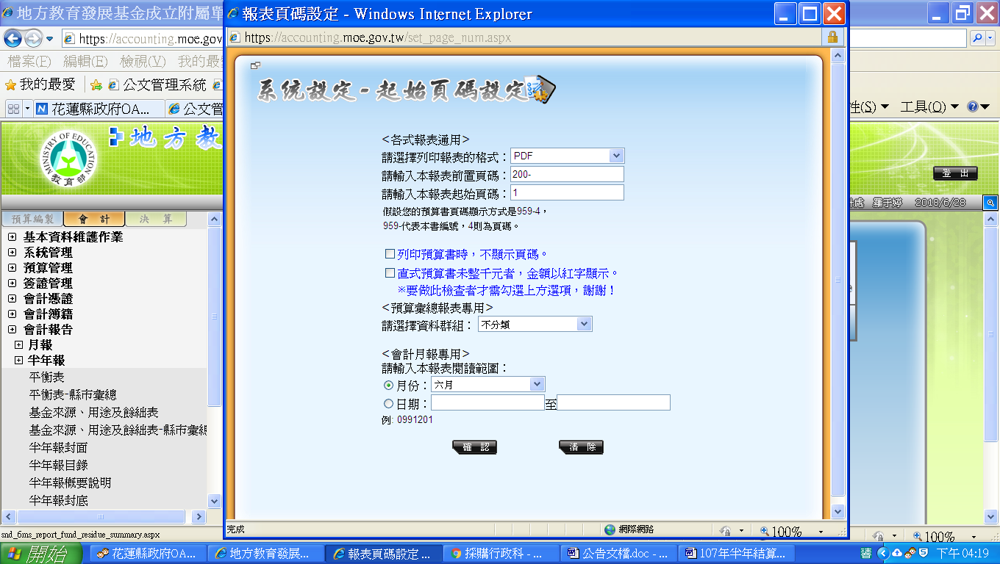 地方教育發展基金成立附屬單
報表頁碼設定 - Windows Internet Explorer
https://accounting.moe.gov
https://accounting.moe.gov.tw/set_page_num.aspx
檔案(F) 編輯(E) 檢視(V) 我的最
我的最愛 公文管理系統
花蓮縣政府OA... 公文管
性(S) 工具(O)
MINISTRY OF EDUCATION
教育部
地方教
登 出
計處 羅于婷 2018/6/28
預算編製 會 計 決 算
基本資料維護作業
系統管理
預算管理
簽證管理
會計憑證
會計簿籍
會計報告
月報
半年報
平衡表
平衡表-縣市彙總
基金來源、用途及餘絀表
基金來源、用途及餘絀表-縣市彙總
半年報封面
半年報目錄
半年報概要說明
半年報封底
snd_6ms_report_fund_residue_summary.aspx
系統設定-起始頁碼設定
<各式報表通用>
請選擇列印報表的格式： PDF
請輸入本報表前置頁碼： 200-
請輸入本報表起始頁碼： 1
假設您的預算書頁碼顯示方式是959-4，
959-代表本書編號，4則為頁碼。
列印預算書時，不顯示頁碼。
直式預算書未整千元者，金額以紅字顯示。
※要做此檢查者才需勾選上方選項，謝謝！
<預算彙總報表專用>
請選擇資料群組： 不分類
<會計月報專用>
請輸入本報表閱讀範圍：
月份： 六月
日期： 至
例: 0991201
確 認 清 除
完成 網際網路 100%
100%
開始 花蓮縣政府OA... 地方教育發展... 報表頁碼設定 ... 採購行政科 - ... 公告文檔.doc - ... 107年半年結算... 下午 04:19